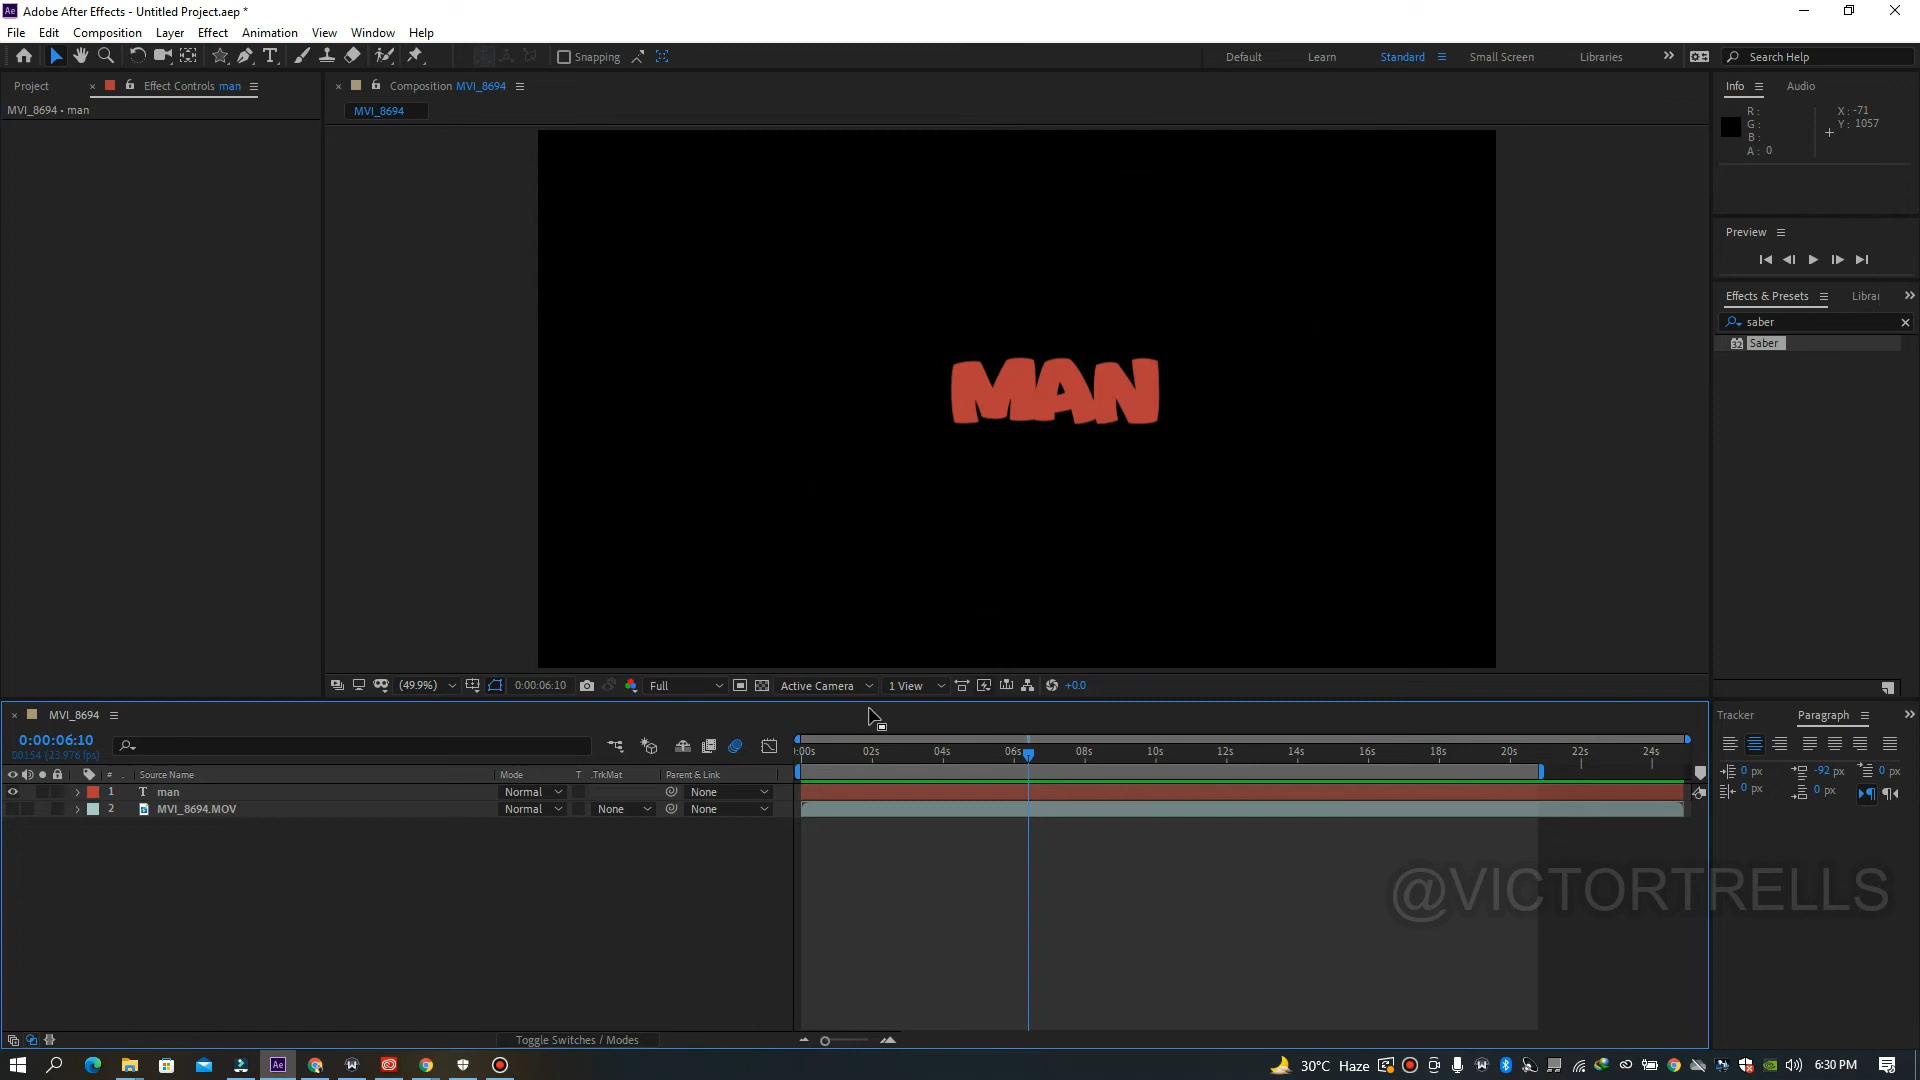 Adobe After Effects - Untitled Project.aep *
File Edit Composition Layer Effect Animation View Window Help
Snapping
Default Learn Standard Small Screen Libraries
Search Help
Project
Effect Controls man
MVI_8694 • man
Composition MVI_8694
MVI_8694
MAN
Info Audio
R :
G :
B :
A : 0
X : -71
Y : 1057
Preview
Effects & Presets Librai
saber
Saber
(49.9%) 0:00:06:10 Full Active Camera 1 View +0.0
MVI_8694
0:00:06:10
00154 (23.976 fps)
:00s 02s 04s 06s 08s 10s 12s 14s 16s 18s 20s 22s 24s
# Source Name Mode T .TrkMat Parent & Link
1 T man Normal None
2 MVI_8694.MOV Normal None None
Toggle Switches / Modes
Tracker Paragraph
0 px -92 px 0 px
0 px 0 px
@VICTORTRELLS
30°C Haze 6:30 PM